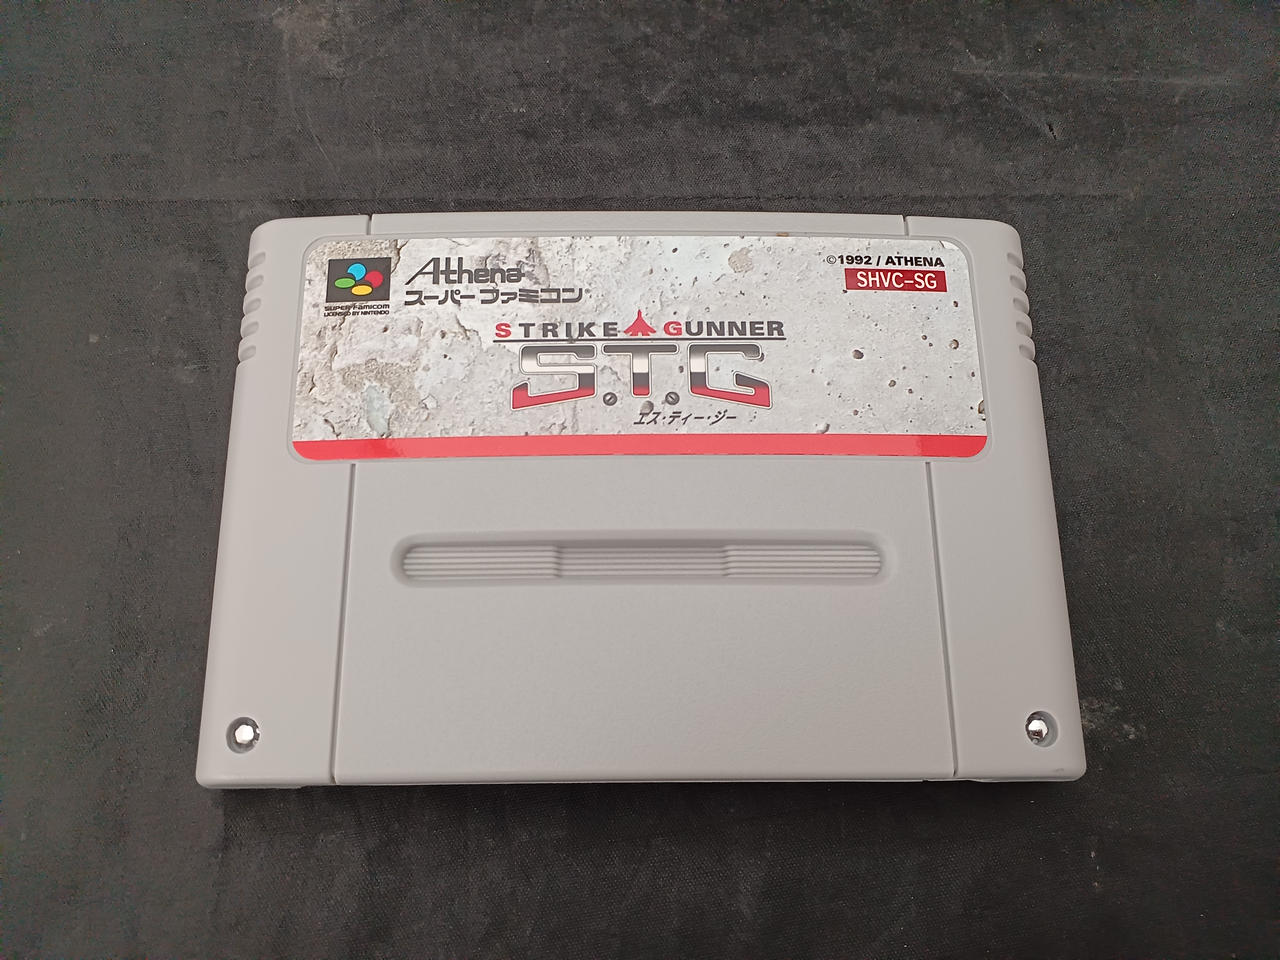 Athena
スーパーファミコン
SUPER Famicom
LICENSED BY NINTENDO
©1992 / ATHENA
SHVC-SG
STRIKE GUNNER
S.T.G
エス・ティー・ジー